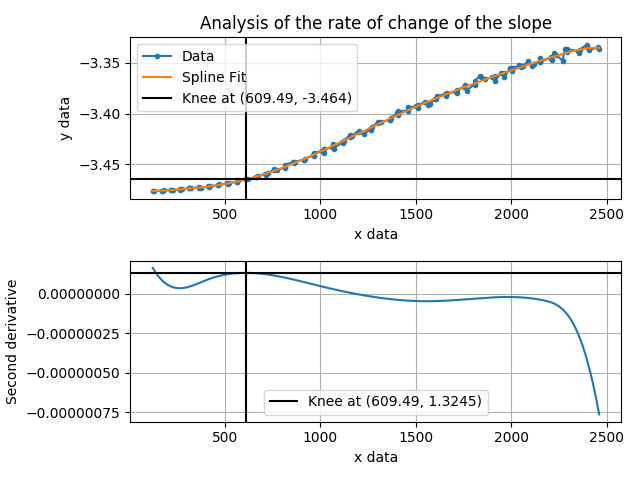 Analysis of the rate of change of the slope
Data
Spline Fit
Knee at (609.49, -3.464)
y data
−3.35
−3.40
−3.45
500
1000
1500
2000
2500
x data
Second derivative
0.00000000
−0.00000025
−0.00000050
−0.00000075
Knee at (609.49, 1.3245)
500
1000
1500
2000
2500
x data